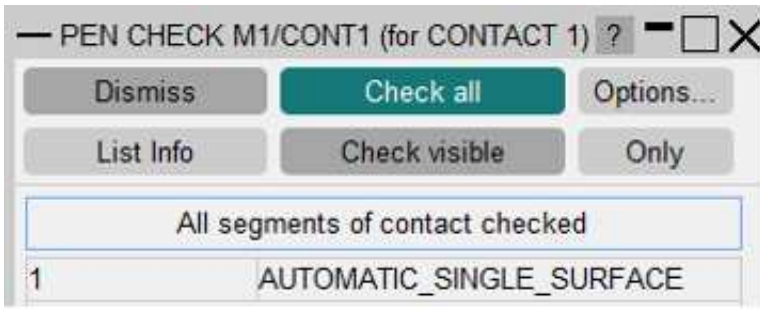 PEN CHECK M1/CONT1 (for CONTACT 1) ?
Dismiss Check all Options...
List Info Check visible Only
All segments of contact checked
1 AUTOMATIC_SINGLE_SURFACE